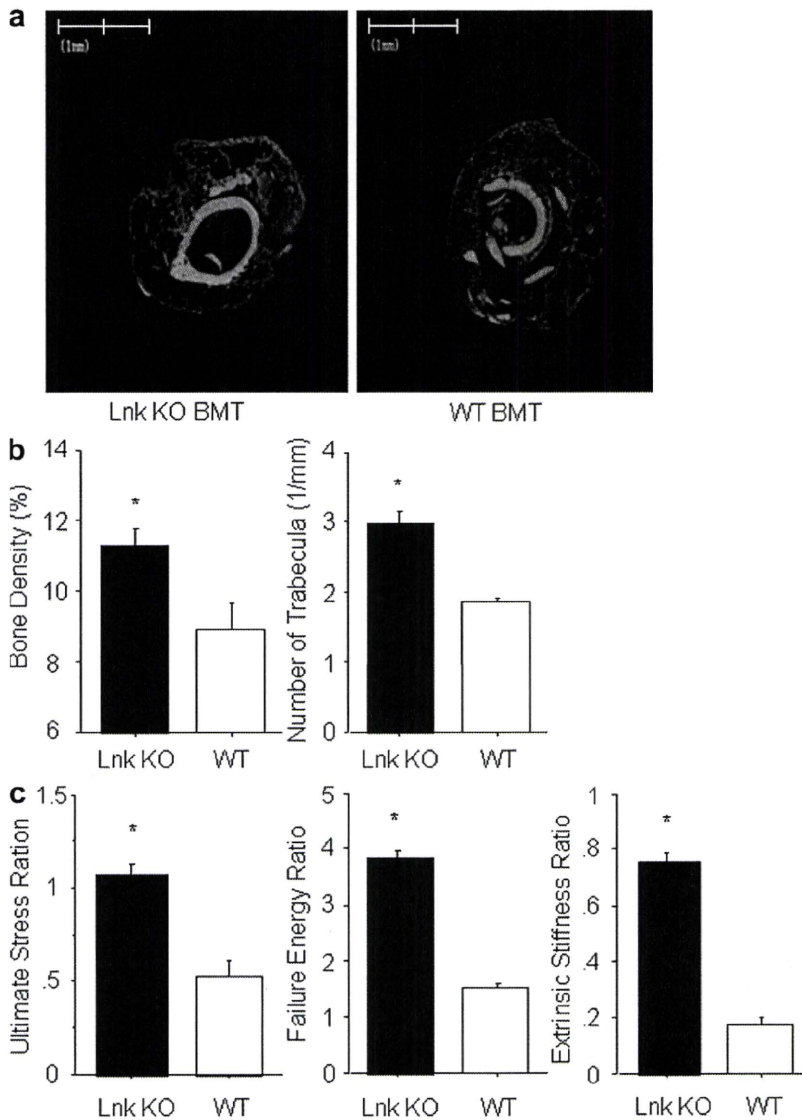 a
(1mm)
(1mm)
Lnk KO BMT
WT BMT
b
Bone Density (%)
14
12
10
8
6
Lnk KO
WT
*
Number of Trabecula (1/mm)
4
3
2
1
0
Lnk KO
WT
*
c
Ultimate Stress Ration
1.5
1
.5
0
Lnk KO
WT
*
Failure Energy Ratio
5
4
3
2
1
0
Lnk KO
WT
*
Extrinsic Stiffness Ratio
1
.8
.6
.4
.2
0
Lnk KO
WT
*